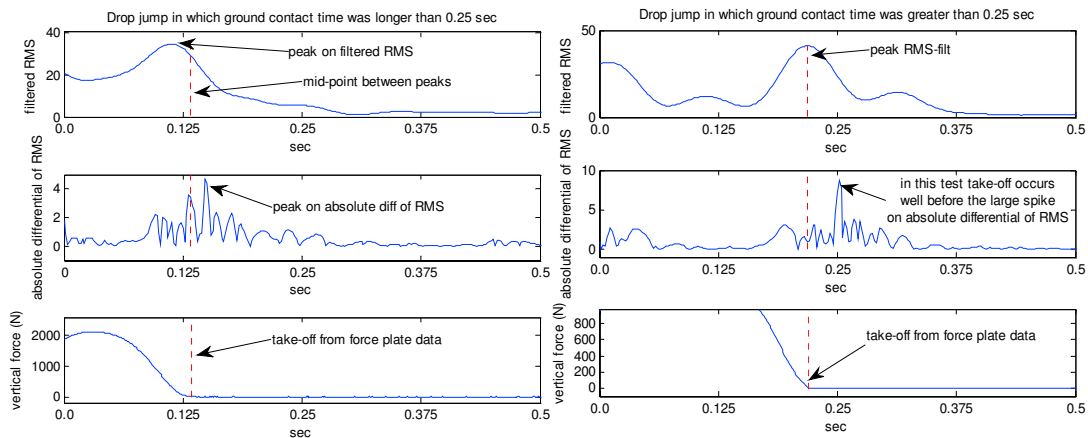 Drop jump in which ground contact time was longer than 0.25 sec
filtered RMS
40
20
0
peak on filtered RMS
mid-point between peaks
0.0 0.125 0.25 0.375 0.5
sec
absolute differential of RMS
4
2
0
peak on absolute diff of RMS
0.0 0.125 0.25 0.375 0.5
sec
vertical force (N)
2000
1000
0
take-off from force plate data
0.0 0.125 0.25 0.375 0.5
sec
Drop jump in which ground contact time was greater than 0.25 sec
filtered RMS
50
0
peak RMS-filt
0.0 0.125 0.25 0.375 0.5
sec
absolute differential of RMS
10
5
0
in this test take-off occurs
well before the large spike
on absolute differential of RMS
0.0 0.125 0.25 0.375 0.5
sec
vertical force (N)
800
600
400
200
0
take-off from force plate data
0.0 0.125 0.25 0.375 0.5
sec